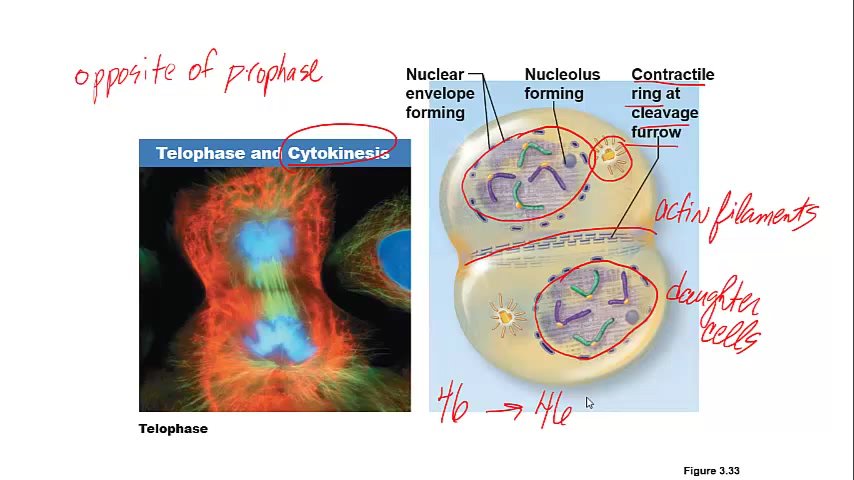 opposite of prophase
Telophase and Cytokinesis
Telophase
Nuclear
envelope
forming
Nucleolus
forming
Contractile
ring at
cleavage
furrow
actin filaments
daughter
cells
46 → 46
Figure 3.33